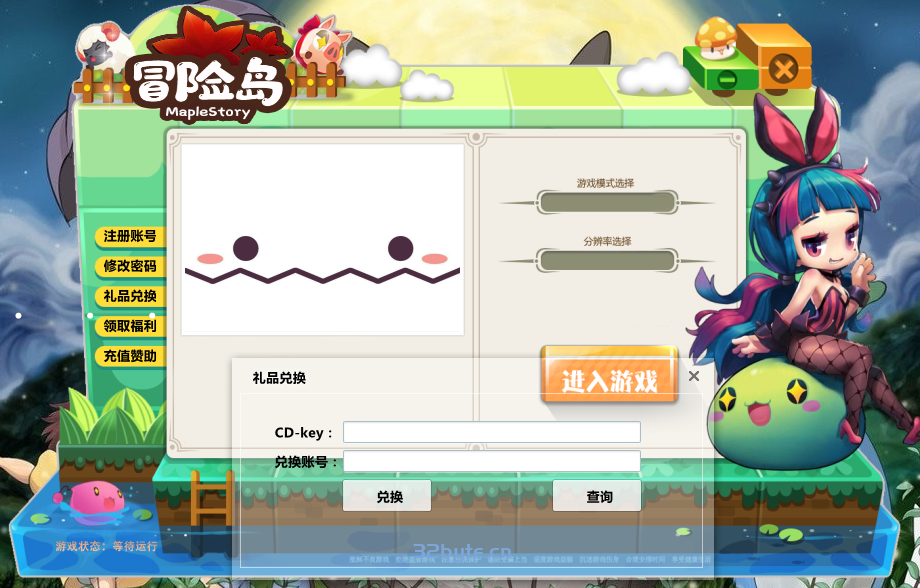 冒险岛
MapleStory
游戏模式选择
分辨率选择
注册账号
修改密码
礼品兑换
领取福利
充值赞助
进入游戏
礼品兑换
CD-key：
兑换账号：
兑换
查询
游戏状态：等待运行